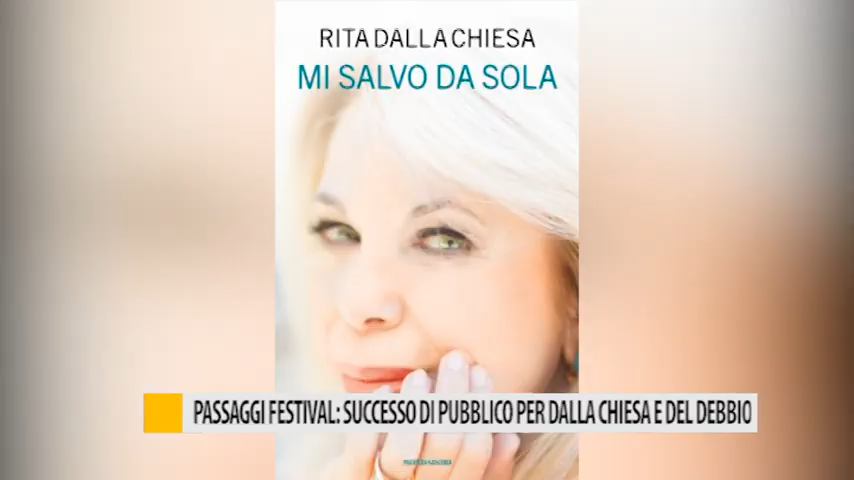 RITA DALLA CHIESA
MI SALVO DA SOLA
PASSAGGI FESTIVAL: SUCCESSO DI PUBBLICO PER DALLA CHIESA E DEL DEBBIO